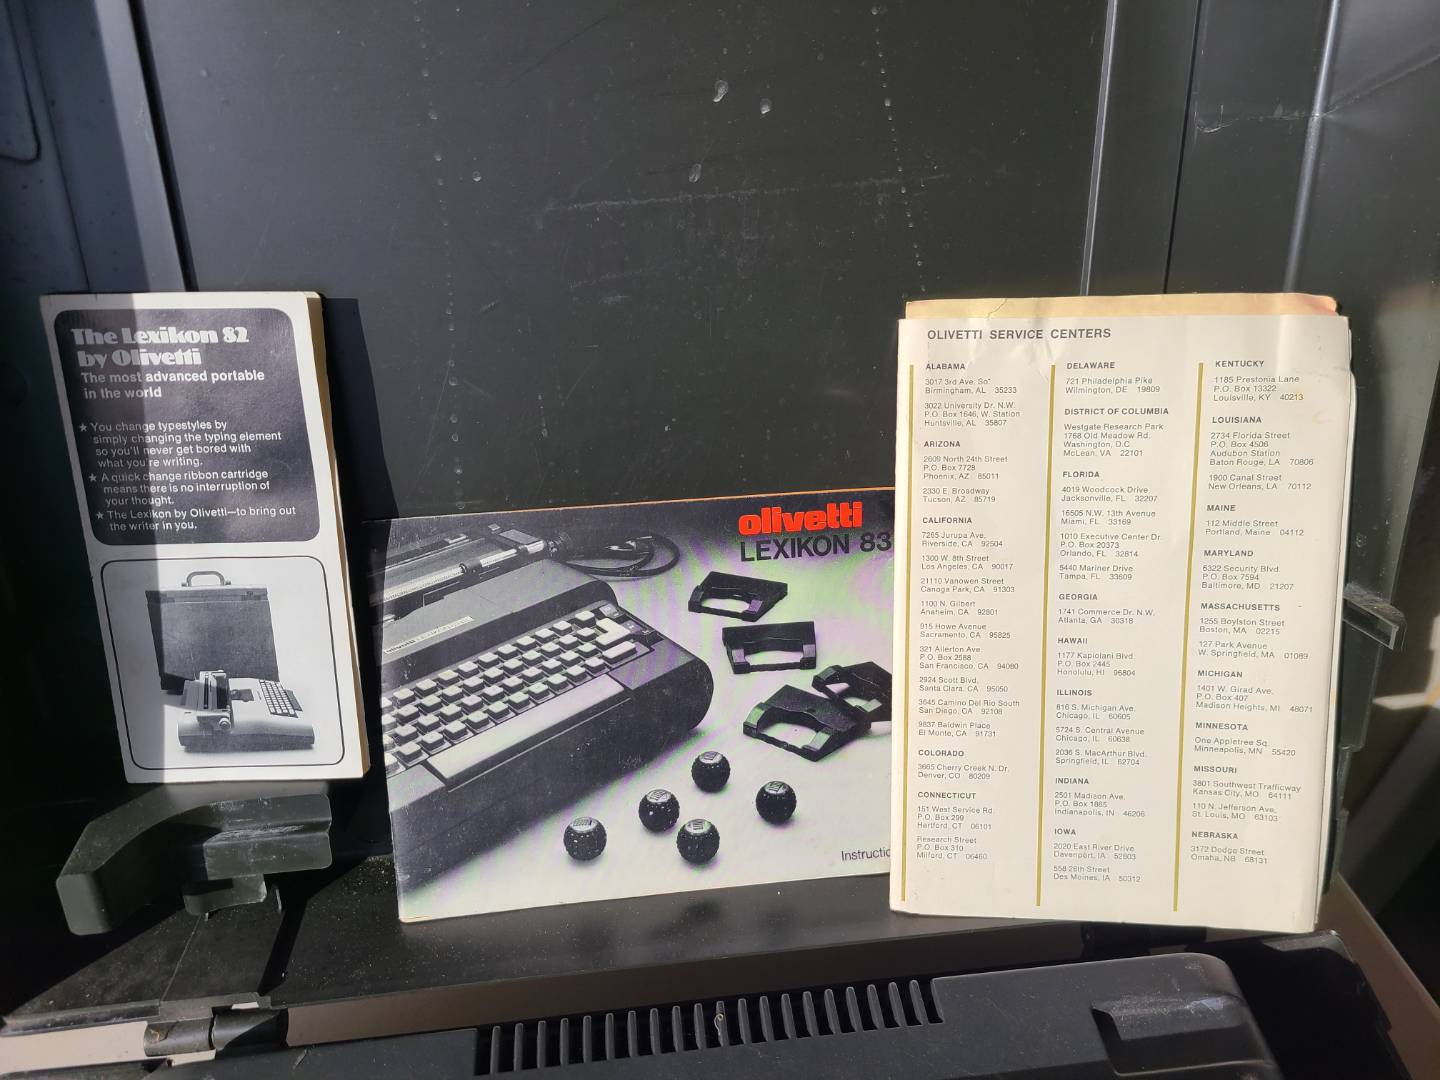 The Lexikon 82
by Olivetti
The most advanced portable
in the world
★ You change typestyles by
simply changing the typing element
so you'll never get bored with
what you're writing.
★ A quick change ribbon cartridge
means there is no interruption of
your thought.
★ The Lexikon by Olivetti—to bring out
the writer in you.
olivetti
LEXIKON 83
Instructic
OLIVETTI SERVICE CENTERS
ALABAMA
3017 3rd Ave. So.
Birmingham, AL 35233
3022 University Dr. N.W.
P.O. Box 1646, W. Station
Huntsville, AL 35807
ARIZONA
2609 North 24th Street
P.O. Box 7728
Phoenix, AZ 85011
2330 E. Broadway
Tucson, AZ 85719
CALIFORNIA
7265 Jurupa Ave.
Riverside, CA 92504
1300 W. 8th Street
Los Angeles, CA 90017
21110 Vanowen Street
Canoga Park, CA 91303
1100 N. Gilbert
Anaheim, CA 92801
915 Howe Avenue
Sacramento, CA 95825
321 Allerton Ave.
P.O. Box 2588
San Francisco, CA 94080
2924 Scott Blvd.
Santa Clara, CA 95050
3645 Camino Del Rio South
San Diego, CA 92108
9837 Baldwin Place
El Monte, CA 91731
COLORADO
3665 Cherry Creek N. Dr.
Denver, CO 80209
CONNECTICUT
151 West Service Rd.
P.O. Box 299
Hartford, CT 06101
Research Street
P.O. Box 310
Milford, CT 06460
DELAWARE
721 Philadelphia Pike
Wilmington, DE 19809
DISTRICT OF COLUMBIA
Westgate Research Park
1768 Old Meadow Rd.
Washington, D.C.
McLean, VA 22101
FLORIDA
4019 Woodcock Drive
Jacksonville, FL 32207
16505 N.W. 13th Avenue
Miami, FL 33169
1010 Executive Center Dr.
P.O. Box 20373
Orlando, FL 32814
5440 Mariner Drive
Tampa, FL 33609
GEORGIA
1741 Commerce Dr. N.W.
Atlanta, GA 30318
HAWAII
1177 Kapiolani Blvd.
P.O. Box 2445
Honolulu, HI 96804
ILLINOIS
816 S. Michigan Ave.
Chicago, IL 60605
5724 S. Central Avenue
Chicago, IL 60638
2036 S. MacArthur Blvd.
Springfield, IL 62704
INDIANA
2501 Madison Ave.
P.O. Box 1865
Indianapolis, IN 46206
IOWA
2020 East River Drive
Davenport, IA 52803
558 28th Street
Des Moines, IA 50312
KENTUCKY
1185 Prestonia Lane
P.O. Box 13322
Louisville, KY 40213
LOUISIANA
2734 Florida Street
P.O. Box 4506
Audubon Station
Baton Rouge, LA 70806
1900 Canal Street
New Orleans, LA 70112
MAINE
112 Middle Street
Portland, Maine 04112
MARYLAND
6322 Security Blvd.
P.O. Box 7594
Baltimore, MD 21207
MASSACHUSETTS
1255 Boylston Street
Boston, MA 02215
127 Park Avenue
W. Springfield, MA 01089
MICHIGAN
1401 W. Girad Ave.
P.O. Box 407
Madison Heights, MI 48071
MINNESOTA
One Appletree Sq.
Minneapolis, MN 55420
MISSOURI
3801 Southwest Trafficway
Kansas City, MO 64111
110 N. Jefferson Ave.
St. Louis, MO 63103
NEBRASKA
3172 Dodge Street
Omaha, NB 68131